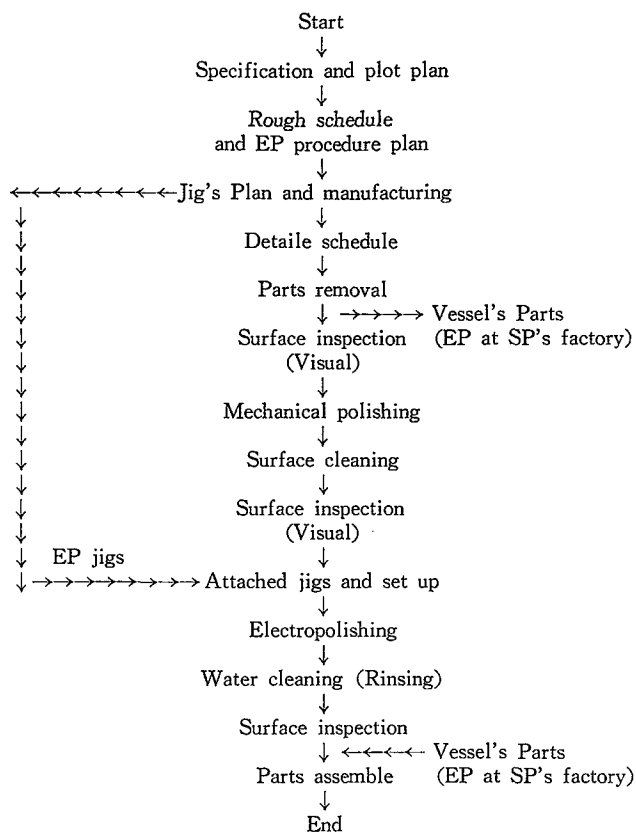 Start
Specification and plot plan
Rough schedule
and EP procedure plan
Jig's Plan and manufacturing
Detaile schedule
Parts removal
Vessel's Parts
(EP at SP's factory)
Surface inspection
(Visual)
Mechanical polishing
Surface cleaning
Surface inspection
(Visual)
EP jigs
Attached jigs and set up
Electropolishing
Water cleaning (Rinsing)
Surface inspection
Vessel's Parts
(EP at SP's factory)
Parts assemble
End